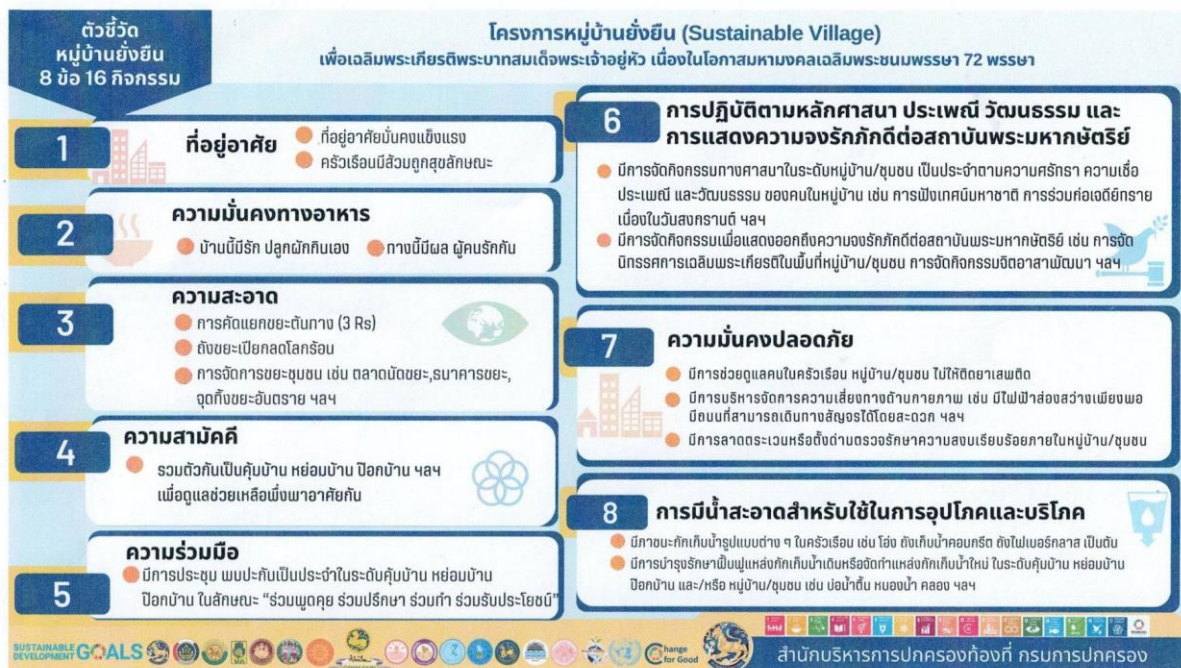 ตัวชี้วัด
หมู่บ้านยั่งยืน
8 ข้อ 16 กิจกรรม
โครงการหมู่บ้านยั่งยืน (Sustainable Village)
เพื่อเฉลิมพระเกียรติพระบาทสมเด็จพระเจ้าอยู่หัว เนื่องในโอกาสมหามงคลเฉลิมพระชนมพรรษา 72 พรรษา
1
ที่อยู่อาศัย
ที่อยู่อาศัยมั่นคงแข็งแรง
ครัวเรือนมีส้วมถูกสุขลักษณะ
2
ความมั่นคงทางอาหาร
บ้านนี้มีรัก ปลูกผักกินเอง
ทางนี้มีผล ผู้คนรักกัน
3
ความสะอาด
การคัดแยกขยะต้นทาง (3 Rs)
ถังขยะเปียกลดโลกร้อน
การจัดการขยะชุมชน เช่น ตลาดนัดขยะ,ธนาคารขยะ,
จุดทิ้งขยะอันตราย ฯลฯ
4
ความสามัคคี
รวมตัวกันเป็นคุ้มบ้าน หย่อมบ้าน ป๊อกบ้าน ฯลฯ
เพื่อดูแลช่วยเหลือพึ่งพาอาศัยกัน
5
ความร่วมมือ
มีการประชุม พบปะกันเป็นประจำในระดับคุ้มบ้าน หย่อมบ้าน
ป๊อกบ้าน ในลักษณะ “ร่วมพูดคุย ร่วมปรึกษา ร่วมทำ ร่วมรับประโยชน์”
6
การปฏิบัติตามหลักศาสนา ประเพณี วัฒนธรรม และ
การแสดงความจงรักภักดีต่อสถาบันพระมหากษัตริย์
มีการจัดกิจกรรมทางศาสนาในระดับหมู่บ้าน/ชุมชน เป็นประจำตามความศรัทธา ความเชื่อ
ประเพณี และวัฒนธรรม ของคนในหมู่บ้าน เช่น การฟังเทศน์มหาชาติ การร่วมก่อเจดีย์ทราย
เนื่องในวันสงกรานต์ ฯลฯ
มีการจัดกิจกรรมเพื่อแสดงออกถึงความจงรักภักดีต่อสถาบันพระมหากษัตริย์ เช่น การจัด
นิทรรศการเฉลิมพระเกียรติในพื้นที่หมู่บ้าน/ชุมชน การจัดกิจกรรมจิตอาสาพัฒนา ฯลฯ
7
ความมั่นคงปลอดภัย
มีการช่วยดูแลคนในครัวเรือน หมู่บ้าน/ชุมชน ไม่ให้ติดยาเสพติด
มีการบริหารจัดการความเสี่ยงทางด้านกายภาพ เช่น มีไฟฟ้าส่องสว่างเพียงพอ
มีถนนที่สามารถเดินทางสัญจรได้โดยสะดวก ฯลฯ
มีการลาดตระเวนหรือตั้งด่านตรวจรักษาความสงบเรียบร้อยภายในหมู่บ้าน/ชุมชน
8
การมีน้ำสะอาดสำหรับใช้ในการอุปโภคและบริโภค
มีภาชนะกักเก็บน้ำรูปแบบต่าง ๆ ในครัวเรือน เช่น โอ่ง ถังเก็บน้ำคอนกรีต ถังไฟเบอร์กลาส เป็นต้น
มีการบำรุงรักษาฟื้นฟูแหล่งกักเก็บน้ำเดิมหรือจัดทำแหล่งกักเก็บน้ำใหม่ ในระดับคุ้มบ้าน หย่อมบ้าน
ป๊อกบ้าน และ/หรือ หมู่บ้าน/ชุมชน เช่น บ่อน้ำตื้น หนองน้ำ คลอง ฯลฯ
SUSTAINABLE
DEVELOPMENT GOALS
Change
for Good
สำนักบริหารการปกครองท้องที่ กรมการปกครอง